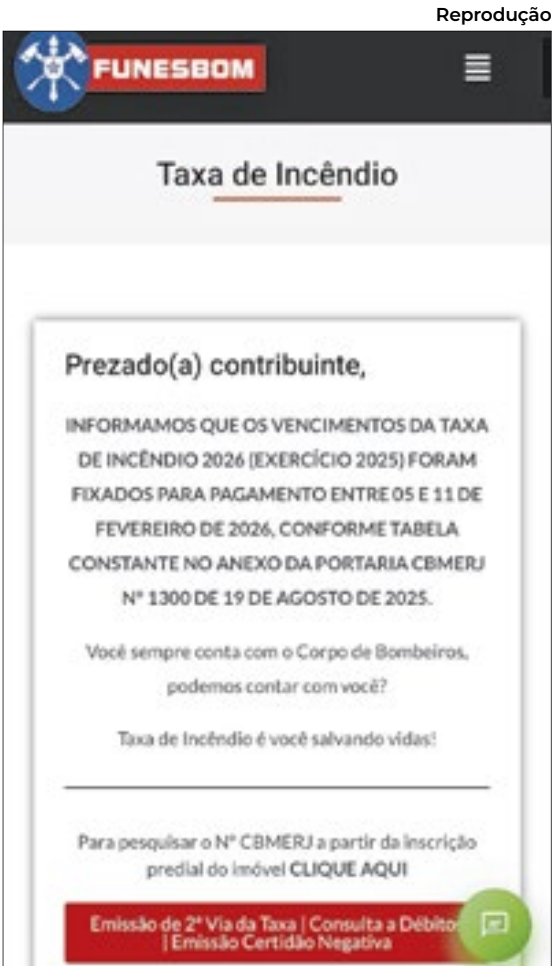 Reprodução
FUNESBOM
Taxa de Incêndio
Prezado(a) contribuinte,
INFORMAMOS QUE OS VENCIMENTOS DA TAXA
DE INCÊNDIO 2026 (EXERCÍCIO 2025) FORAM
FIXADOS PARA PAGAMENTO ENTRE 05 E 11 DE
FEVEREIRO DE 2026, CONFORME TABELA
CONSTANTE NO ANEXO DA PORTARIA CBMERJ
Nº 1300 DE 19 DE AGOSTO DE 2025.
Você sempre conta com o Corpo de Bombeiros,
podemos contar com você?
Taxa de Incêndio é você salvando vidas!
Para pesquisar o Nº CBMERJ a partir da inscrição
predial do imóvel CLIQUE AQUI
Emissão de 2ª Via da Taxa | Consulta a Débito
| Emissão Certidão Negativa